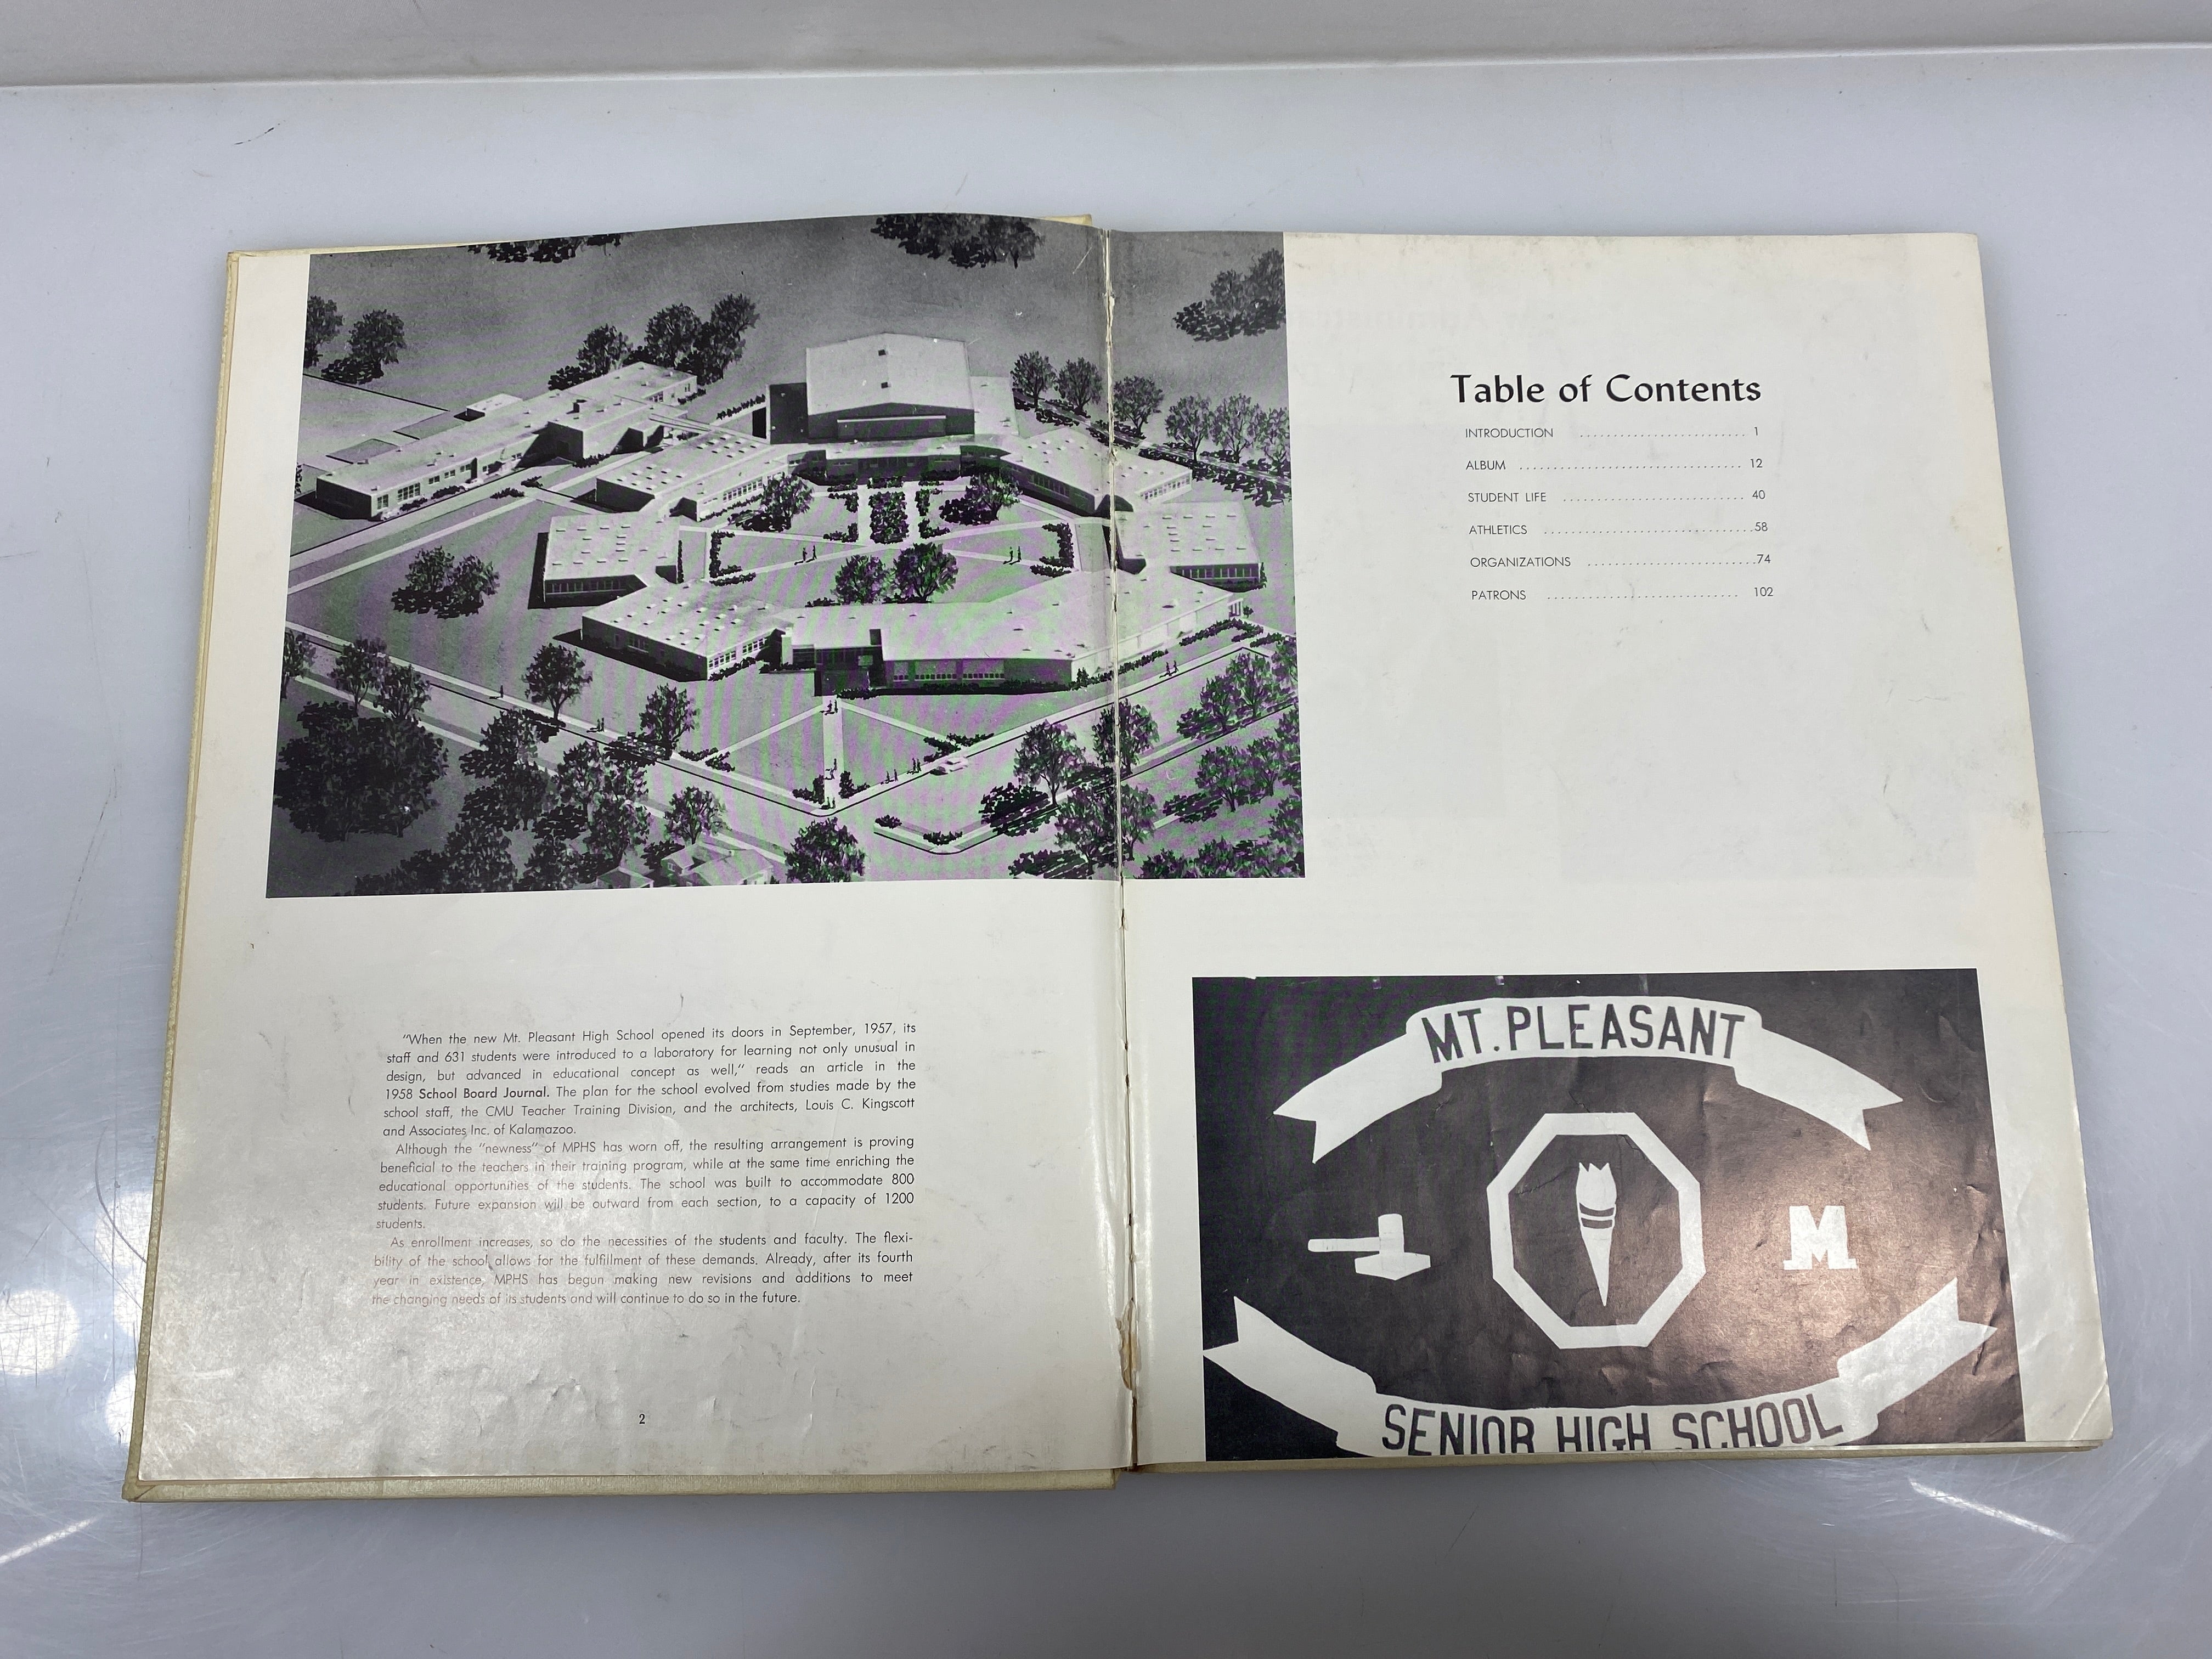 "When the new Mt. Pleasant High School opened its doors in September, 1957, its
staff and 631 students were introduced to a laboratory for learning not only unusual in
design, but advanced in educational concept as well," reads an article in the
1958 School Board Journal. The plan for the school evolved from studies made by the
school staff, the CMU Teacher Training Division, and the architects, Louis C. Kingscott
and Associates Inc. of Kalamazoo.
Although the "newness" of MPHS has worn off, the resulting arrangement is proving
beneficial to the teachers in their training program, while at the same time enriching the
educational opportunities of the students. The school was built to accommodate 800
students. Future expansion will be outward from each section, to a capacity of 1200
students.
As enrollment increases, so do the necessities of the students and faculty. The flexi-
bility of the school allows for the fulfillment of these demands. Already, after its fourth
year in existence, MPHS has begun making new revisions and additions to meet
the changing needs of its students and will continue to do so in the future.
2
Table of Contents
INTRODUCTION ......................... 1
ALBUM ................................. 12
STUDENT LIFE ........................... 40
ATHLETICS ...............................58
ORGANIZATIONS .........................74
PATRONS ............................ 102
MT. PLEASANT
M
SENIOR HIGH SCHOOL